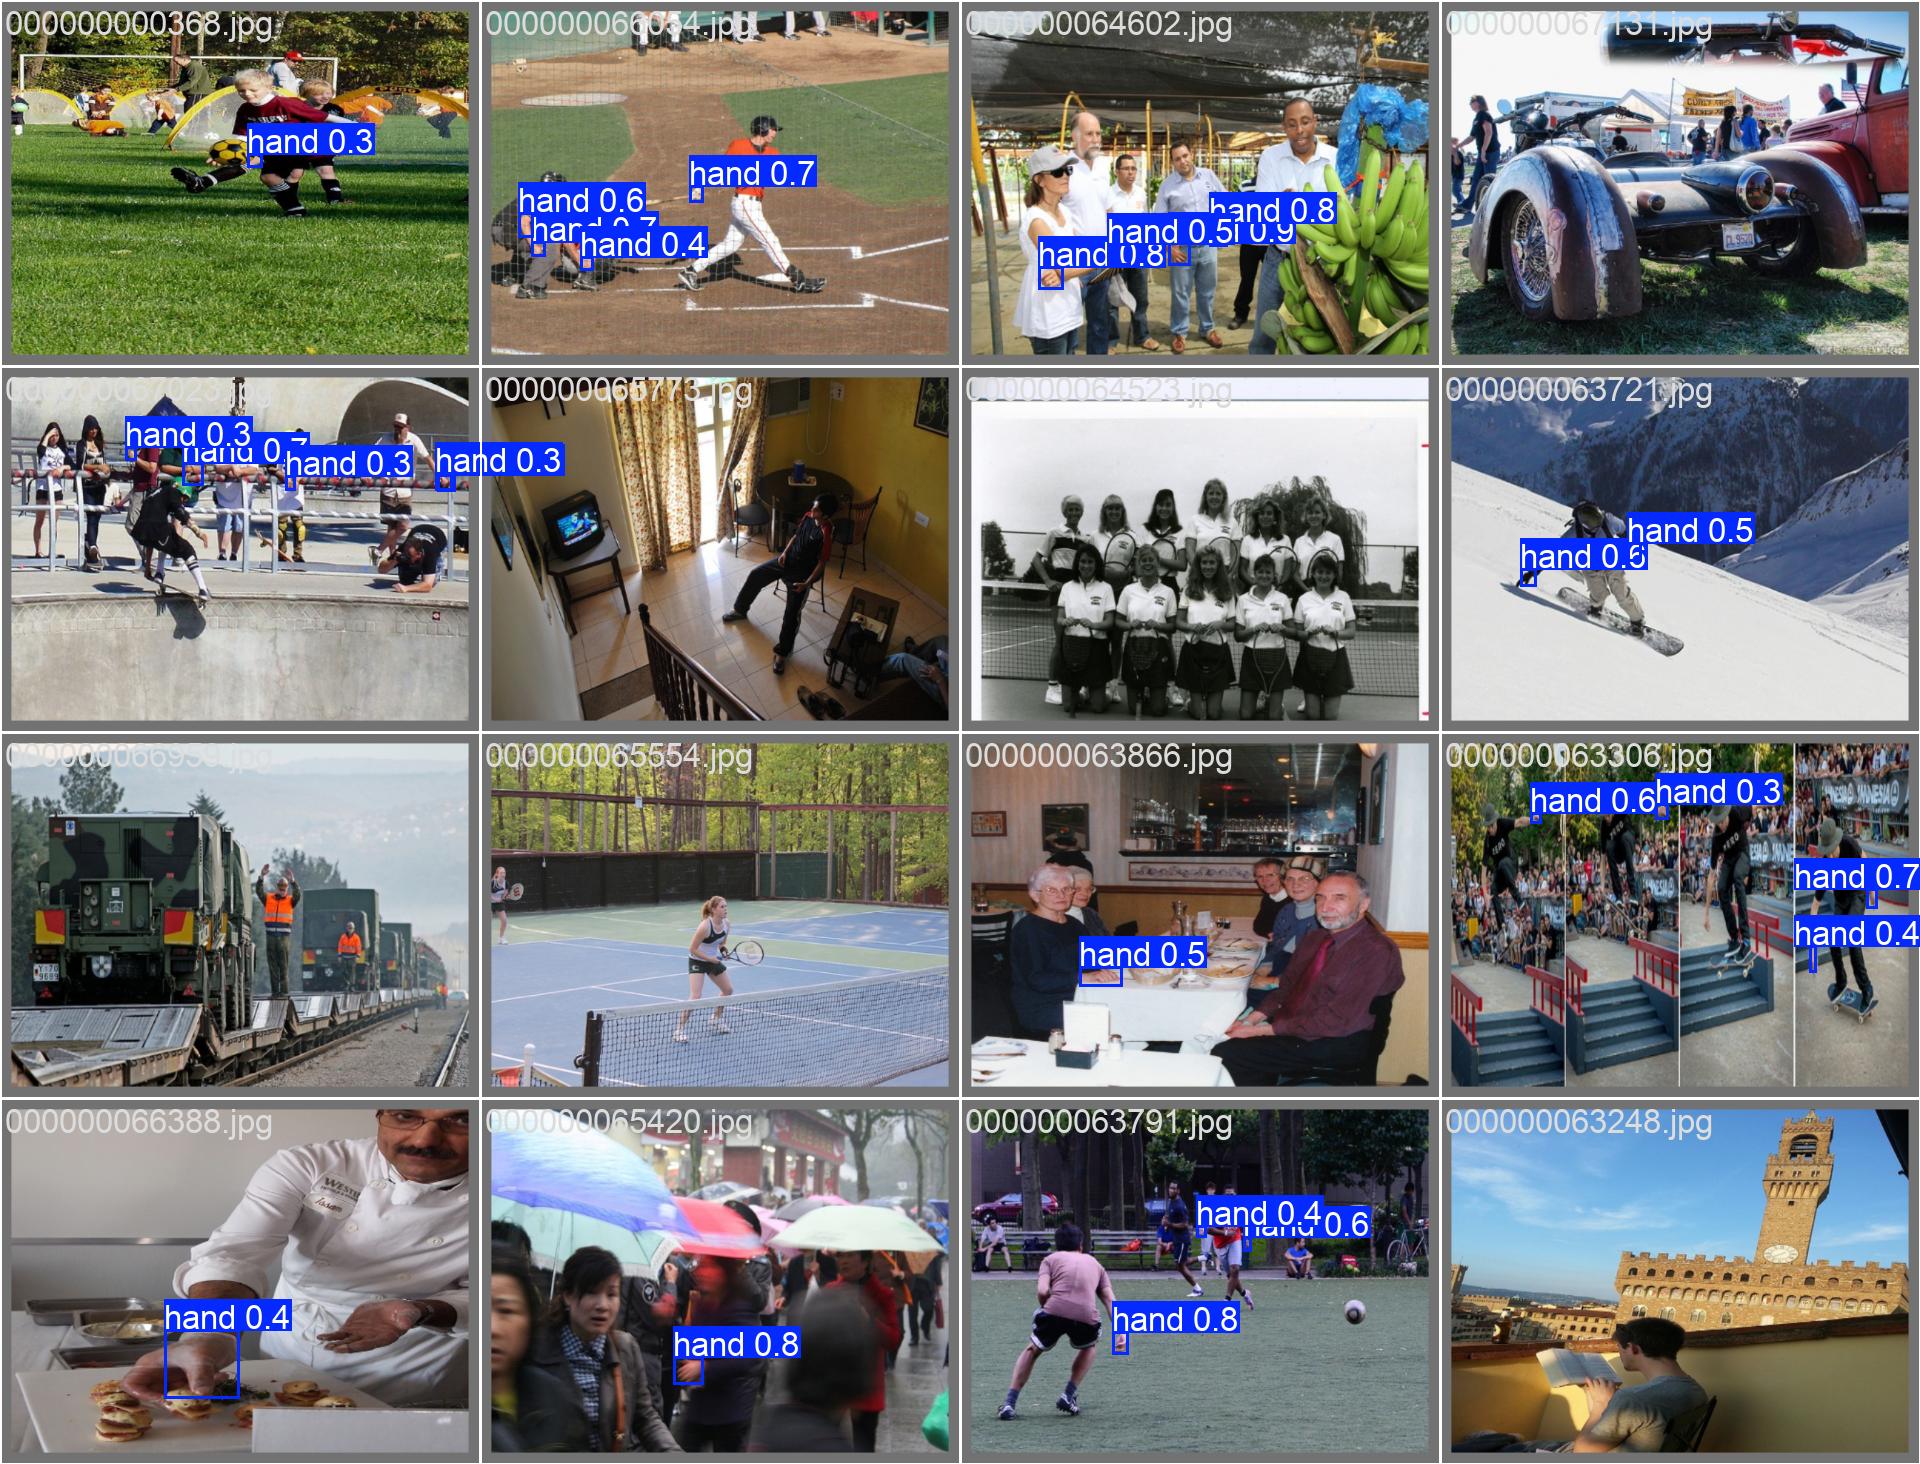 000000000368.jpg
hand 0.3
000000066054.jpg
hand 0.7
hand 0.6
hand 0.7
hand 0.4
000000064602.jpg
hand 0.8
hand 0.5
0.9
hand 0.8
000000067131.jpg
000000067023.jpg
hand 0.3
hand 0.7
hand 0.3
hand 0.3
000000065773.jpg
000000064523.jpg
000000063721.jpg
hand 0.5
hand 0.6
000000066959.jpg
000000065554.jpg
000000063866.jpg
hand 0.5
000000063306.jpg
hand 0.6
hand 0.3
hand 0.7
hand 0.4
000000066388.jpg
hand 0.4
000000065420.jpg
hand 0.8
000000063791.jpg
hand 0.4
hand 0.6
hand 0.8
000000063248.jpg